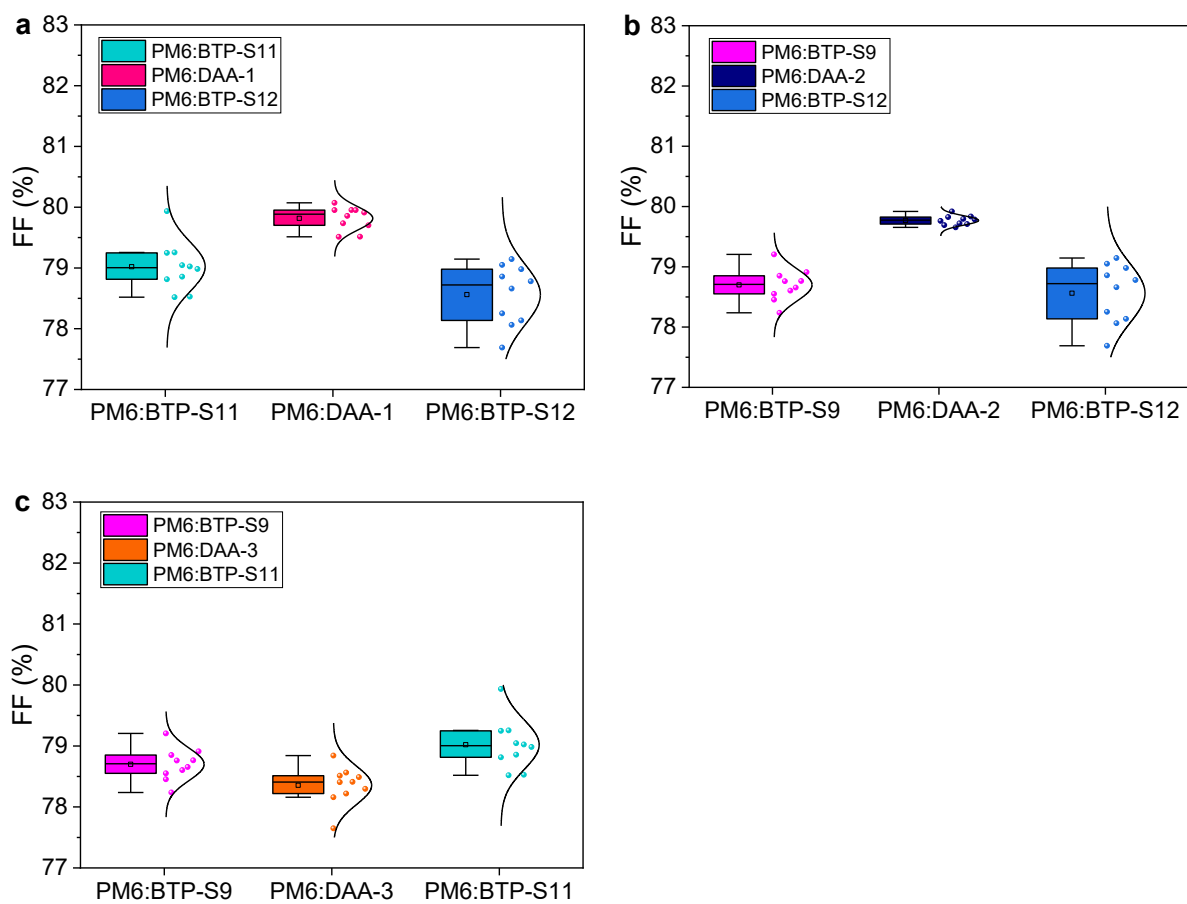 a
83
82
81
80
79
78
77
FF (%)
PM6:BTP-S11
PM6:DAA-1
PM6:BTP-S12
PM6:BTP-S11 PM6:DAA-1 PM6:BTP-S12
b
83
82
81
80
79
78
77
FF (%)
PM6:BTP-S9
PM6:DAA-2
PM6:BTP-S12
PM6:BTP-S9 PM6:DAA-2 PM6:BTP-S12
c
83
82
81
80
79
78
77
FF (%)
PM6:BTP-S9
PM6:DAA-3
PM6:BTP-S11
PM6:BTP-S9 PM6:DAA-3 PM6:BTP-S11